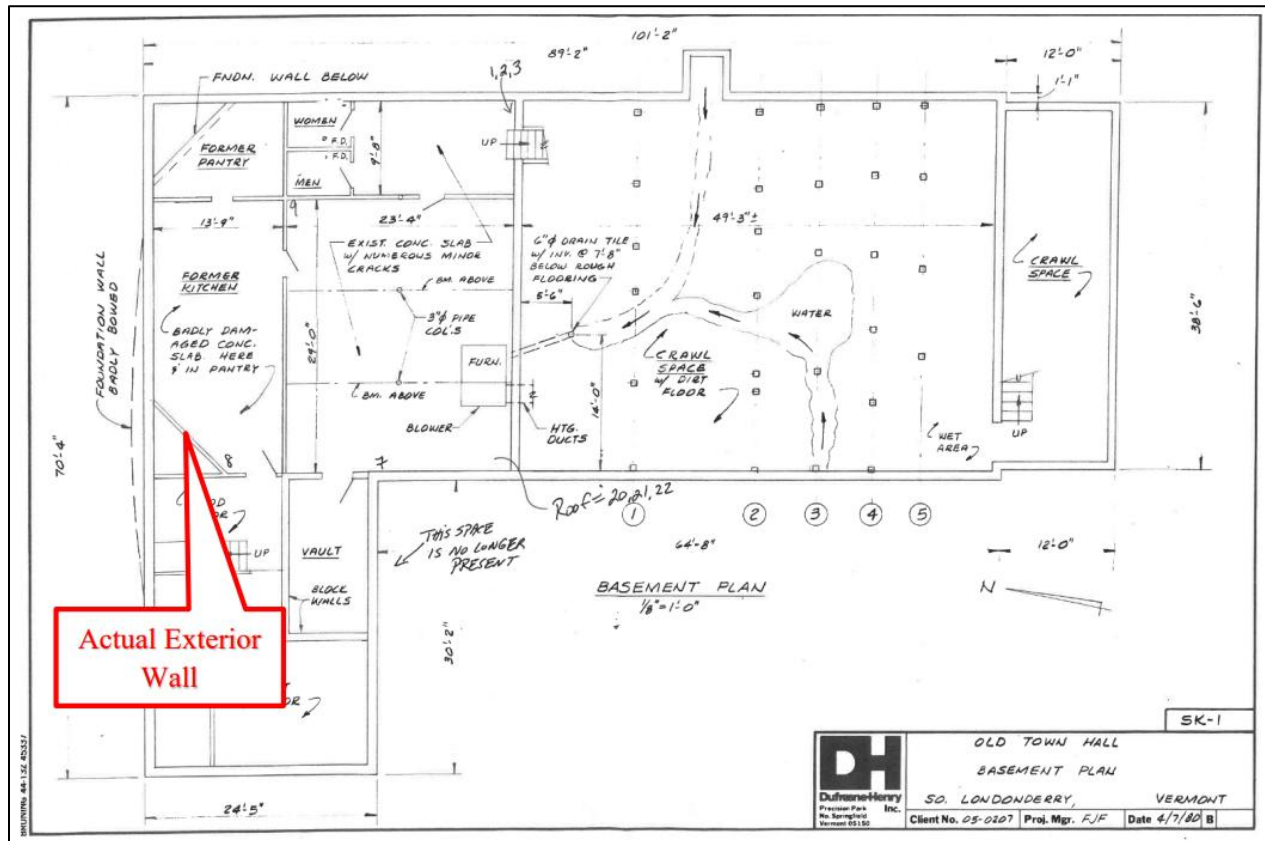 101'-2"
89'-2"
12'-0"
1'-1"
FNDN. WALL BELOW
1,2,3
WOMEN
F.D.
F.D.
MEN
9'-8"
UP
FORMER
PANTRY
13'-9"
9
23'-4"
49'-3"±
EXIST. CONC. SLAB
W/ NUMEROUS MINOR
CRACKS
6"φ DRAIN TILE
W/ INV. @ 7'-8"
BELOW ROUGH
FLOORING
5'-6"
FORMER
KITCHEN
BM. ABOVE
3"φ PIPE
COL'S
BADLY DAM-
AGED CONC.
SLAB. HERE
& IN PANTRY
FOUNDATION WALL
BADLY BOWED
29'-0"
FURN.
WATER
CRAWL
SPACE
38'-6"
CRAWL
SPACE
W/ DIRT
FLOOR
BM. ABOVE
BLOWER
HTG.
DUCTS
14'-0"
WET
AREA
UP
70'-4"
8
7
Roof = 20,21,22
1
2
3
4
5
UP
VAULT
BLOCK
WALLS
THIS SPACE
IS NO LONGER
PRESENT
64'-8"
12'-0"
BASEMENT PLAN
1/8"=1'-0"
N
Actual Exterior
Wall
30'-2"
24'-5"
SK-1
DH
Dufresne-Henry
Inc.
Precision Park
No. Springfield
Vermont 05150
OLD TOWN HALL
BASEMENT PLAN
SO. LONDONDERRY, VERMONT
Client No. 05-0207 Proj. Mgr. FJF Date 4/7/80 B
BRUNING 44-132 45337